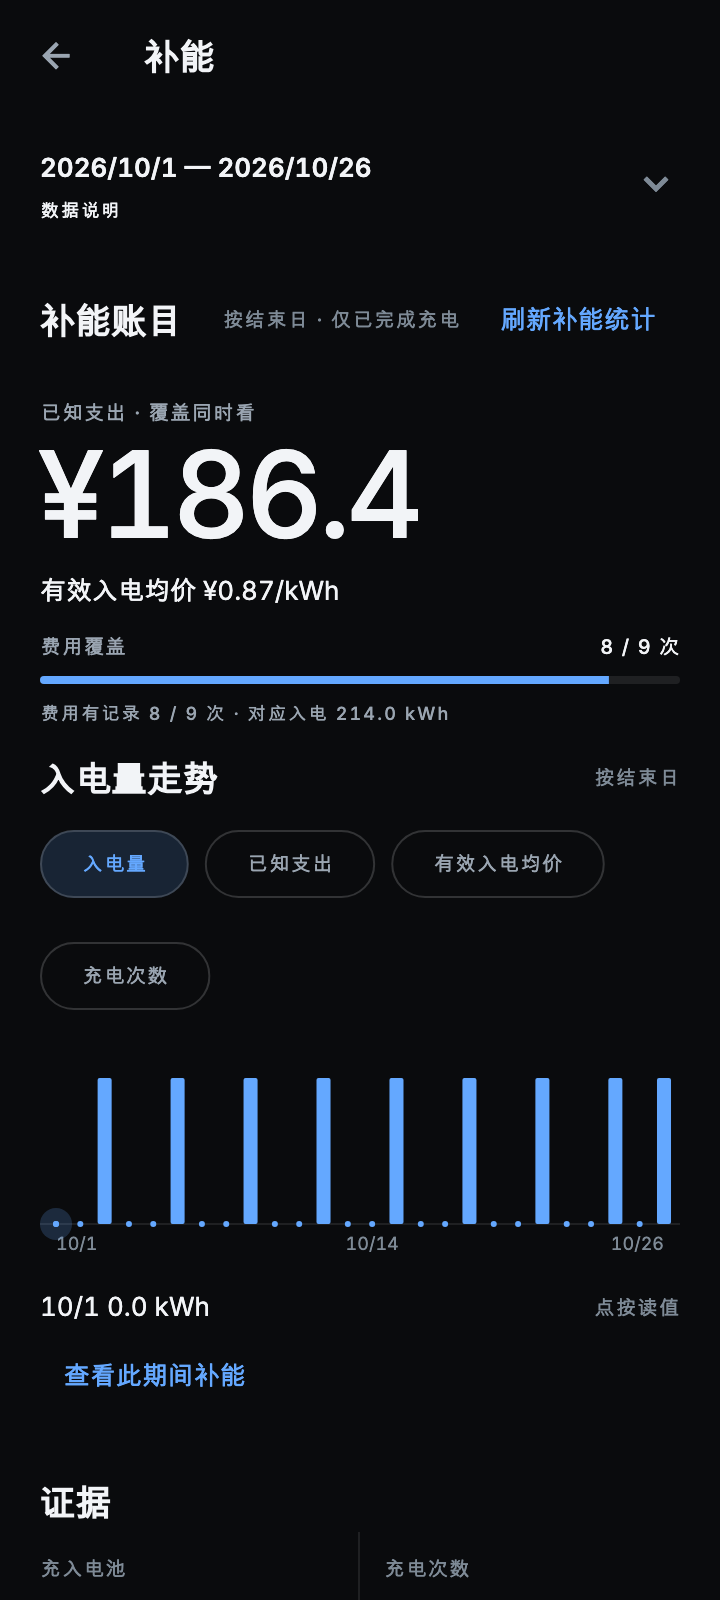 补能
2026/10/1 — 2026/10/26
数据说明
补能账目 按结束日 · 仅已完成充电 刷新补能统计
已知支出 · 覆盖同时看
¥186.4
有效入电均价 ¥0.87/kWh
费用覆盖 8 / 9 次
费用有记录 8 / 9 次 · 对应入电 214.0 kWh
入电量走势 按结束日
入电量 已知支出 有效入电均价
充电次数
10/1 10/14 10/26
10/1 0.0 kWh 点按读值
查看此期间补能
证据
充入电池 充电次数